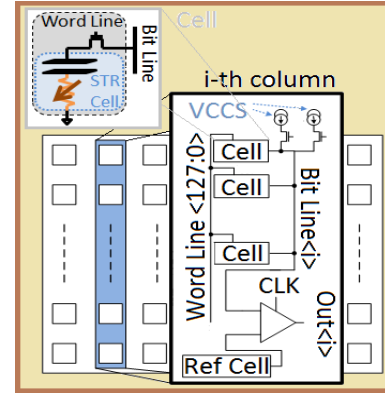 Word Line
Cell
Bit Line
STR
Cell
i-th column
VCCS
Cell
Cell
Cell
Word Line <127:0>
Bit Line<i>
CLK
Out<i>
Ref Cell